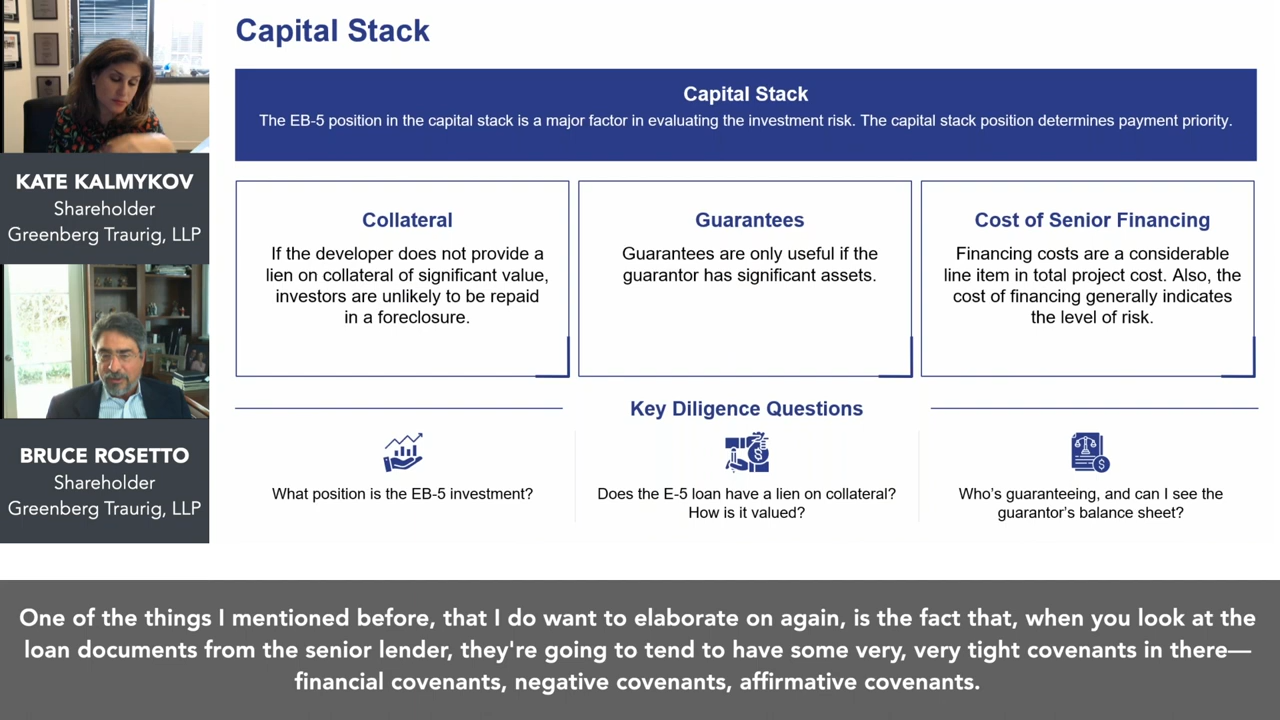 Capital Stack
Capital Stack
The EB-5 position in the capital stack is a major factor in evaluating the investment risk. The capital stack position determines payment priority.
KATE KALMYKOV
Shareholder
Greenberg Traurig, LLP
Collateral
If the developer does not provide a
lien on collateral of significant value,
investors are unlikely to be repaid
in a foreclosure.
Guarantees
Guarantees are only useful if the
guarantor has significant assets.
Cost of Senior Financing
Financing costs are a considerable
line item in total project cost. Also, the
cost of financing generally indicates
the level of risk.
BRUCE ROSETTO
Shareholder
Greenberg Traurig, LLP
Key Diligence Questions
What position is the EB-5 investment?
Does the E-5 loan have a lien on collateral?
How is it valued?
Who's guaranteeing, and can I see the
guarantor's balance sheet?
One of the things I mentioned before, that I do want to elaborate on again, is the fact that, when you look at the
loan documents from the senior lender, they're going to tend to have some very, very tight covenants in there—
financial covenants, negative covenants, affirmative covenants.